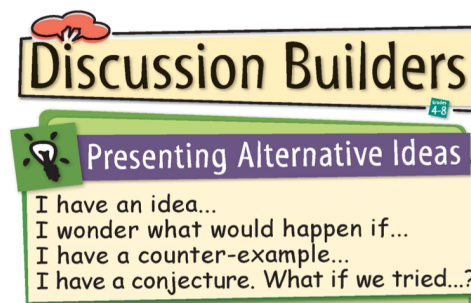 Discussion Builders
Grades
4-8
Presenting Alternative Ideas
I have an idea...
I wonder what would happen if...
I have a counter-example...
I have a conjecture. What if we tried...?